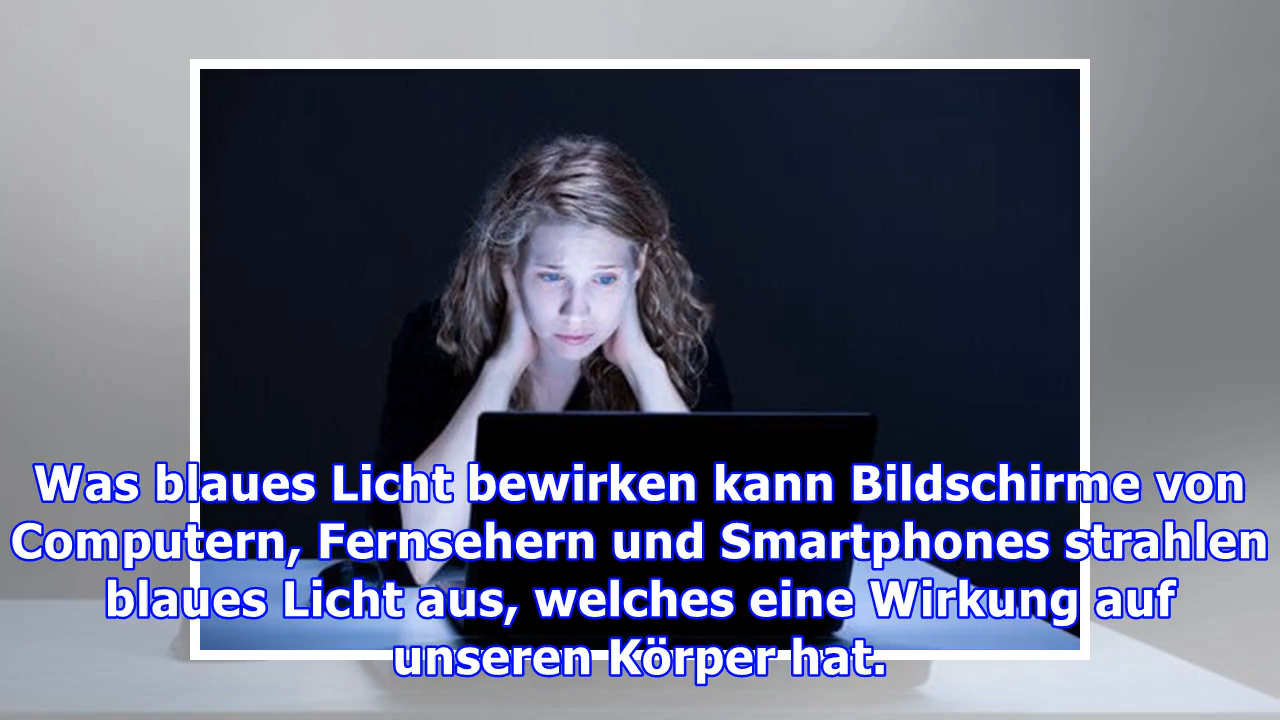 Was blaues Licht bewirken kann Bildschirme von
Computern, Fernsehern und Smartphones strahlen
blaues Licht aus, welches eine Wirkung auf
unseren Körper hat.